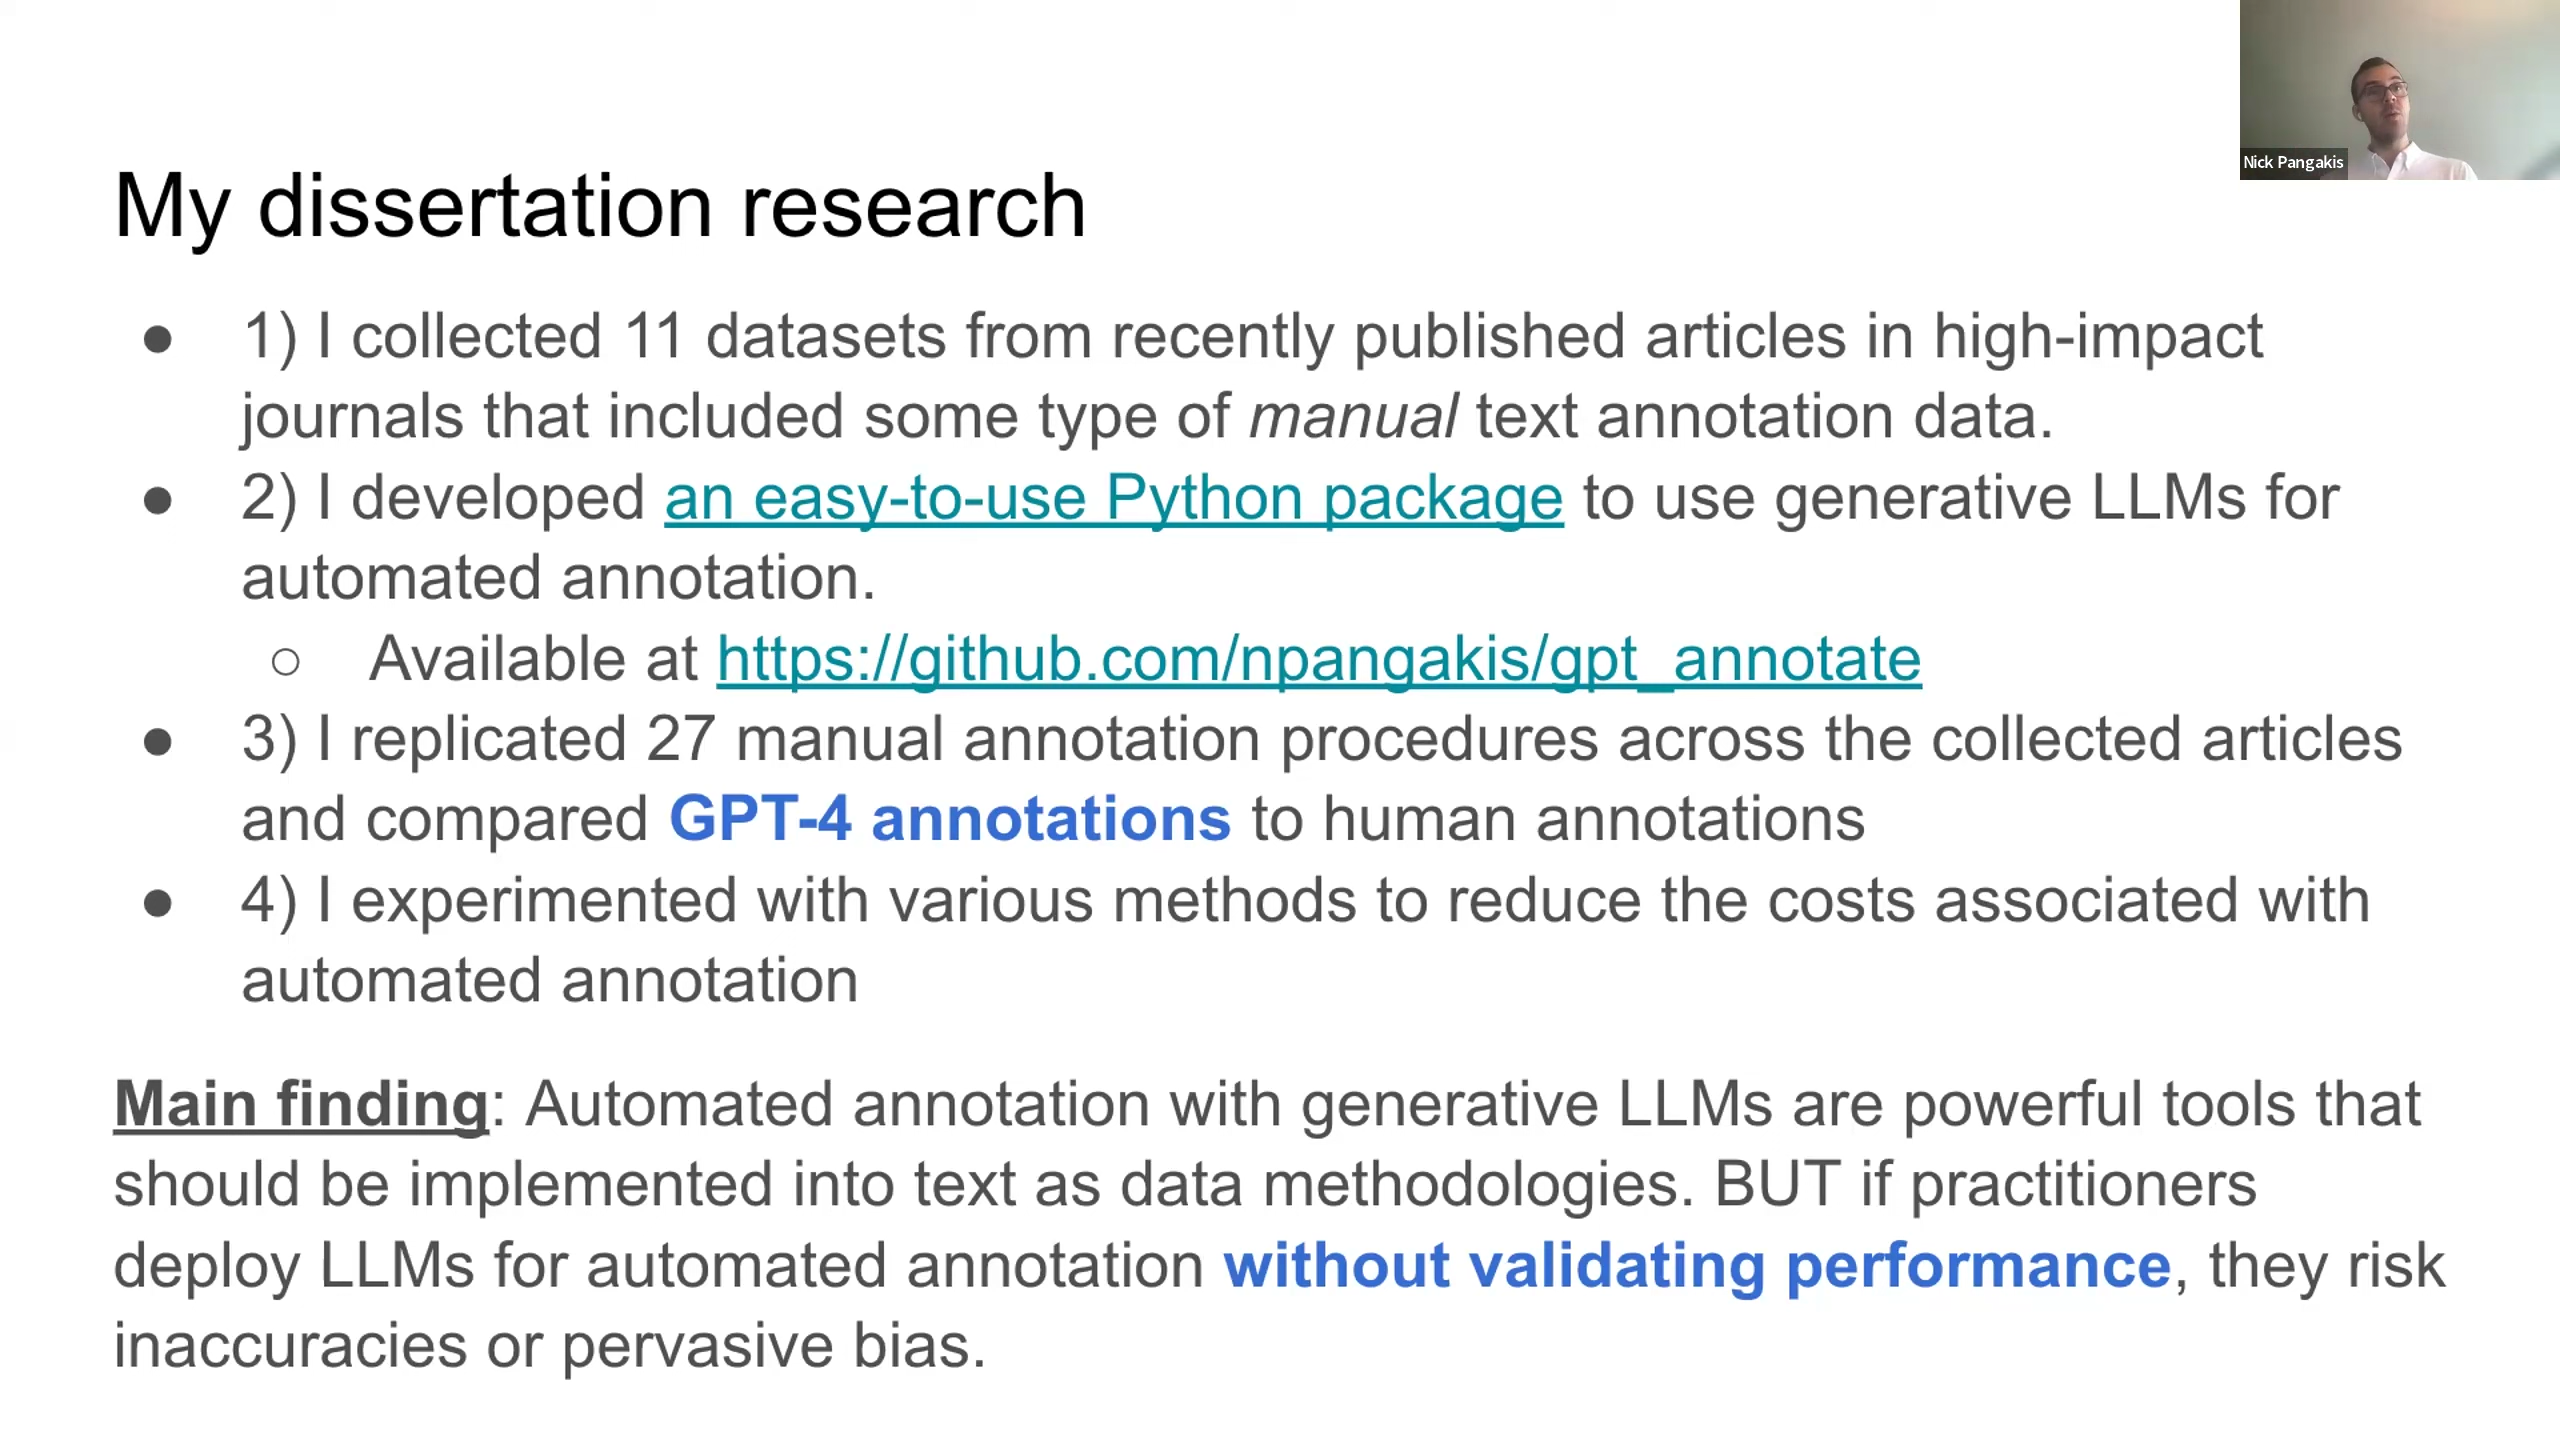 Nick Pangakis
My dissertation research
● 1) I collected 11 datasets from recently published articles in high-impact
journals that included some type of manual text annotation data.
● 2) I developed an easy-to-use Python package to use generative LLMs for
automated annotation.
○ Available at https://github.com/npangakis/gpt_annotate
● 3) I replicated 27 manual annotation procedures across the collected articles
and compared GPT-4 annotations to human annotations
● 4) I experimented with various methods to reduce the costs associated with
automated annotation
Main finding: Automated annotation with generative LLMs are powerful tools that
should be implemented into text as data methodologies. BUT if practitioners
deploy LLMs for automated annotation without validating performance, they risk
inaccuracies or pervasive bias.